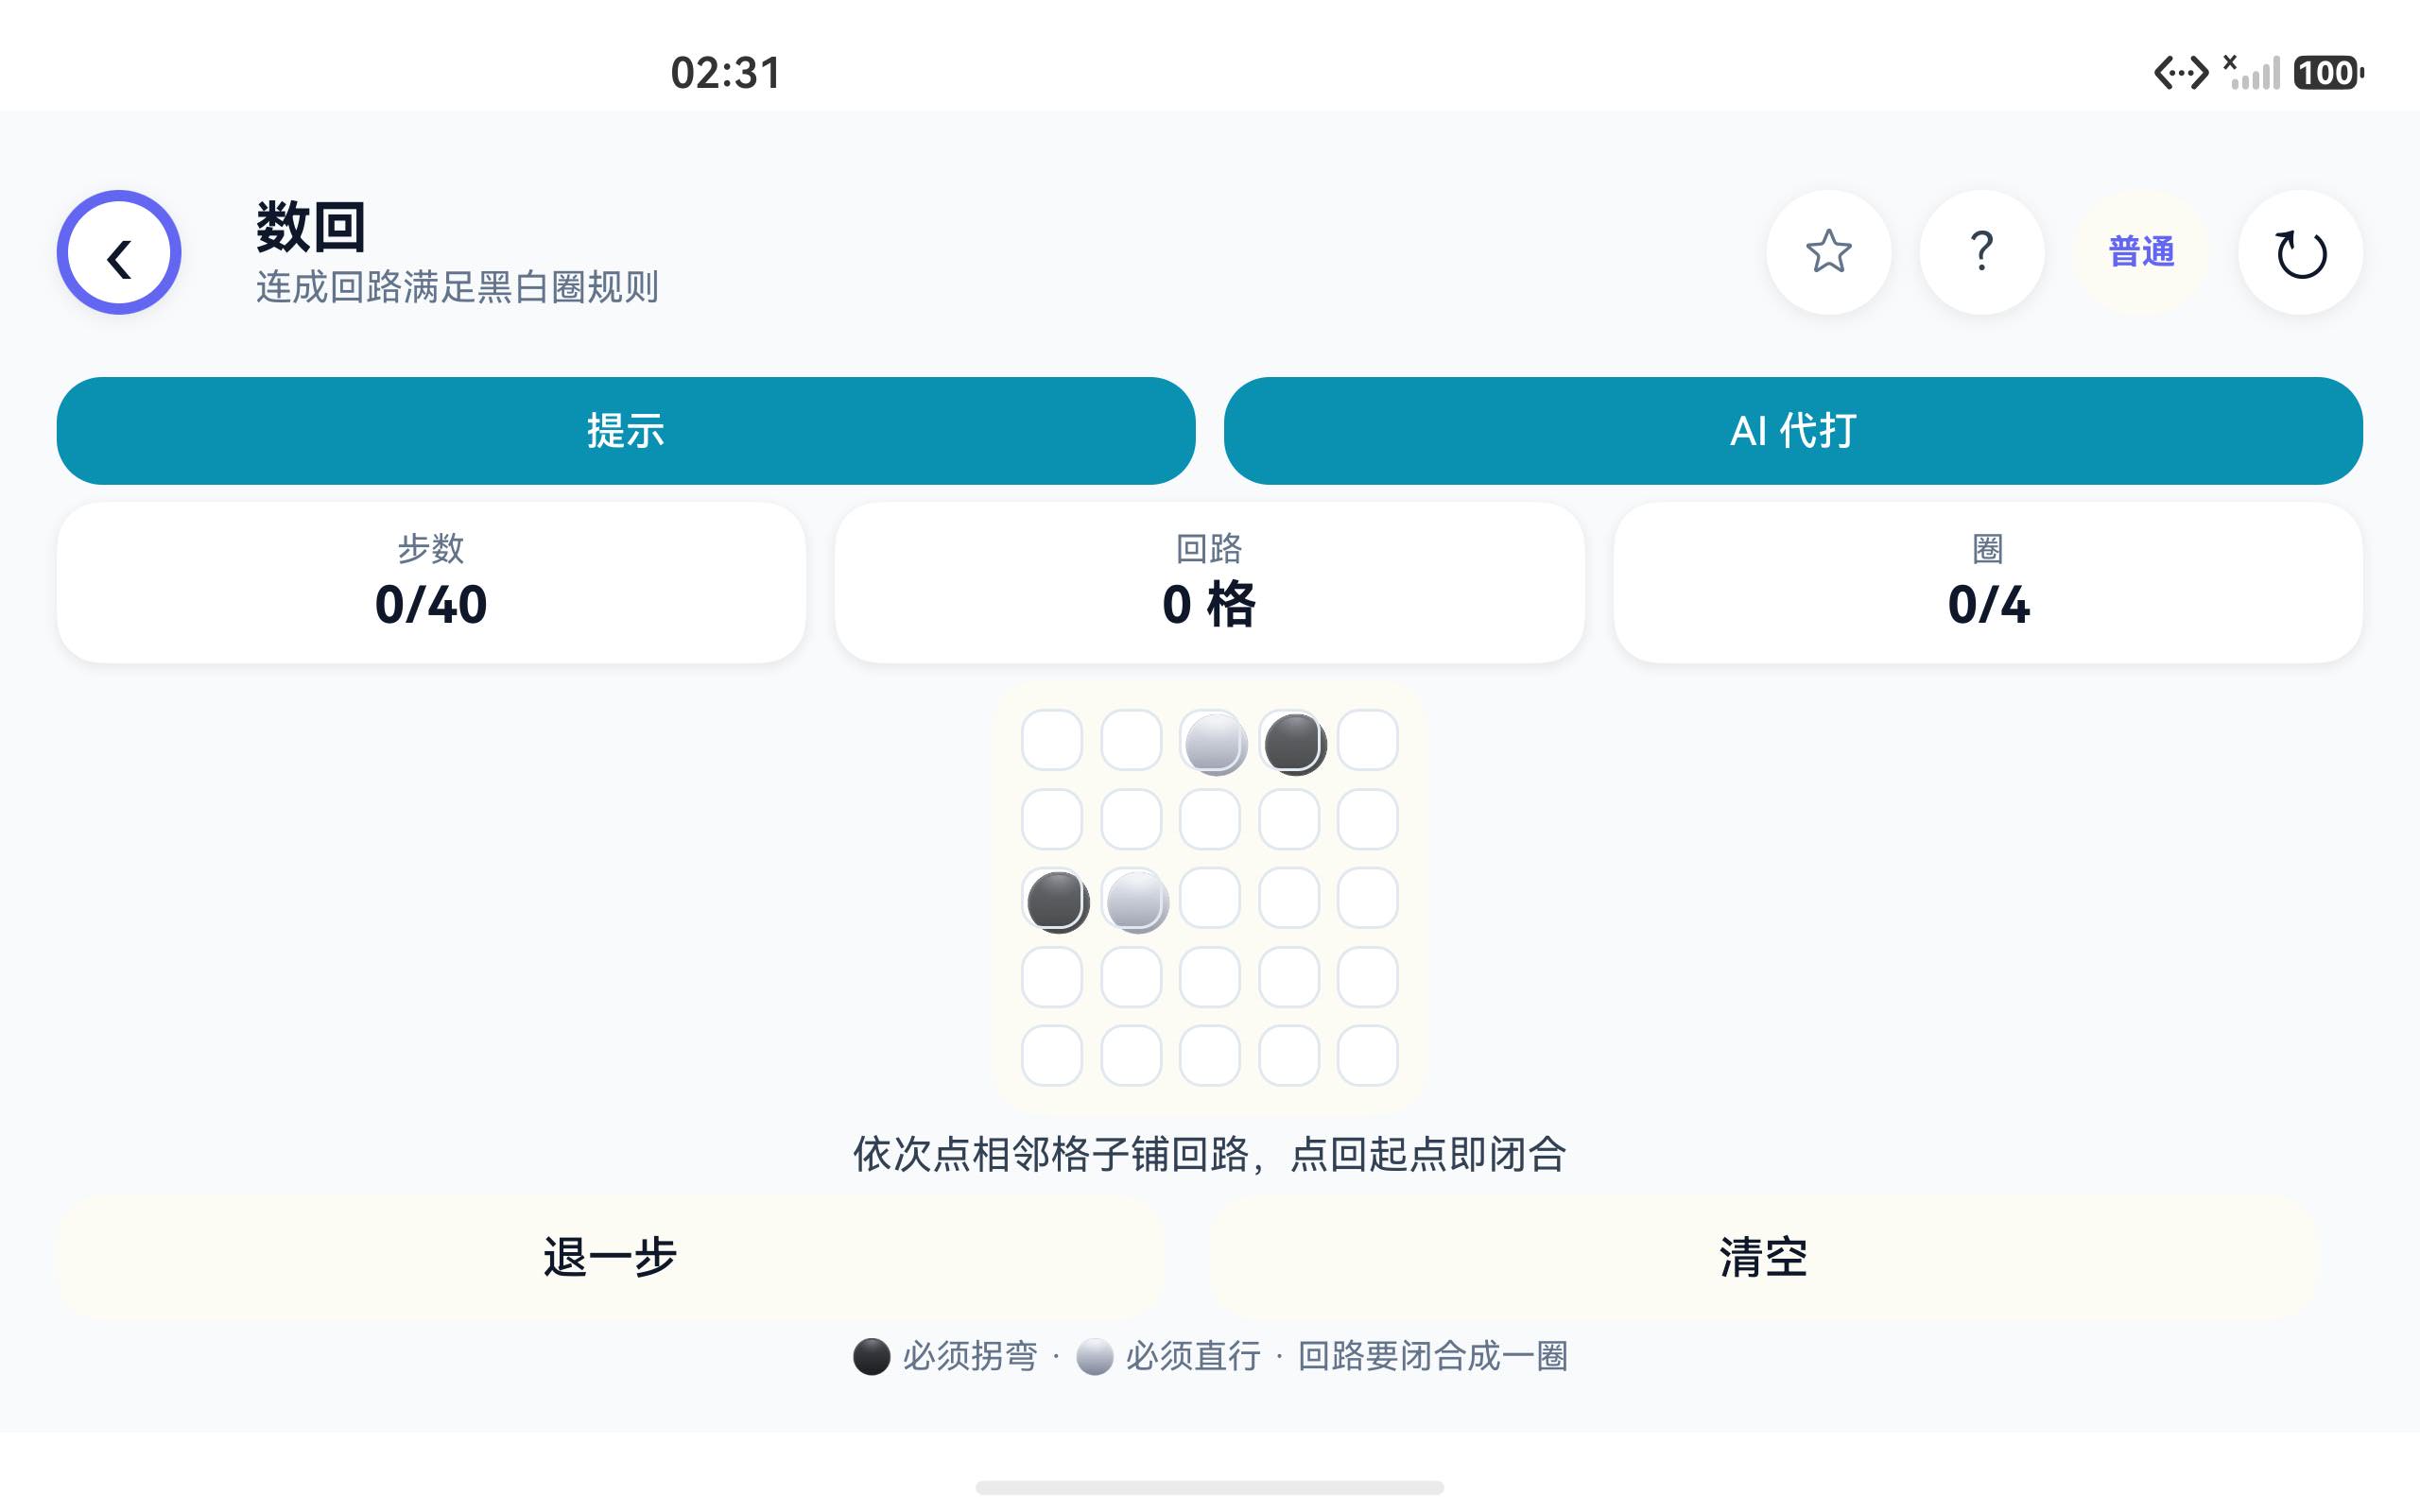 02:31
100
数回
连成回路满足黑白圈规则
?
普通
提示
AI 代打
步数
0/40
回路
0 格
圈
0/4
依次点相邻格子铺回路，点回起点即闭合
退一步
清空
必须拐弯 · 必须直行 · 回路要闭合成一圈